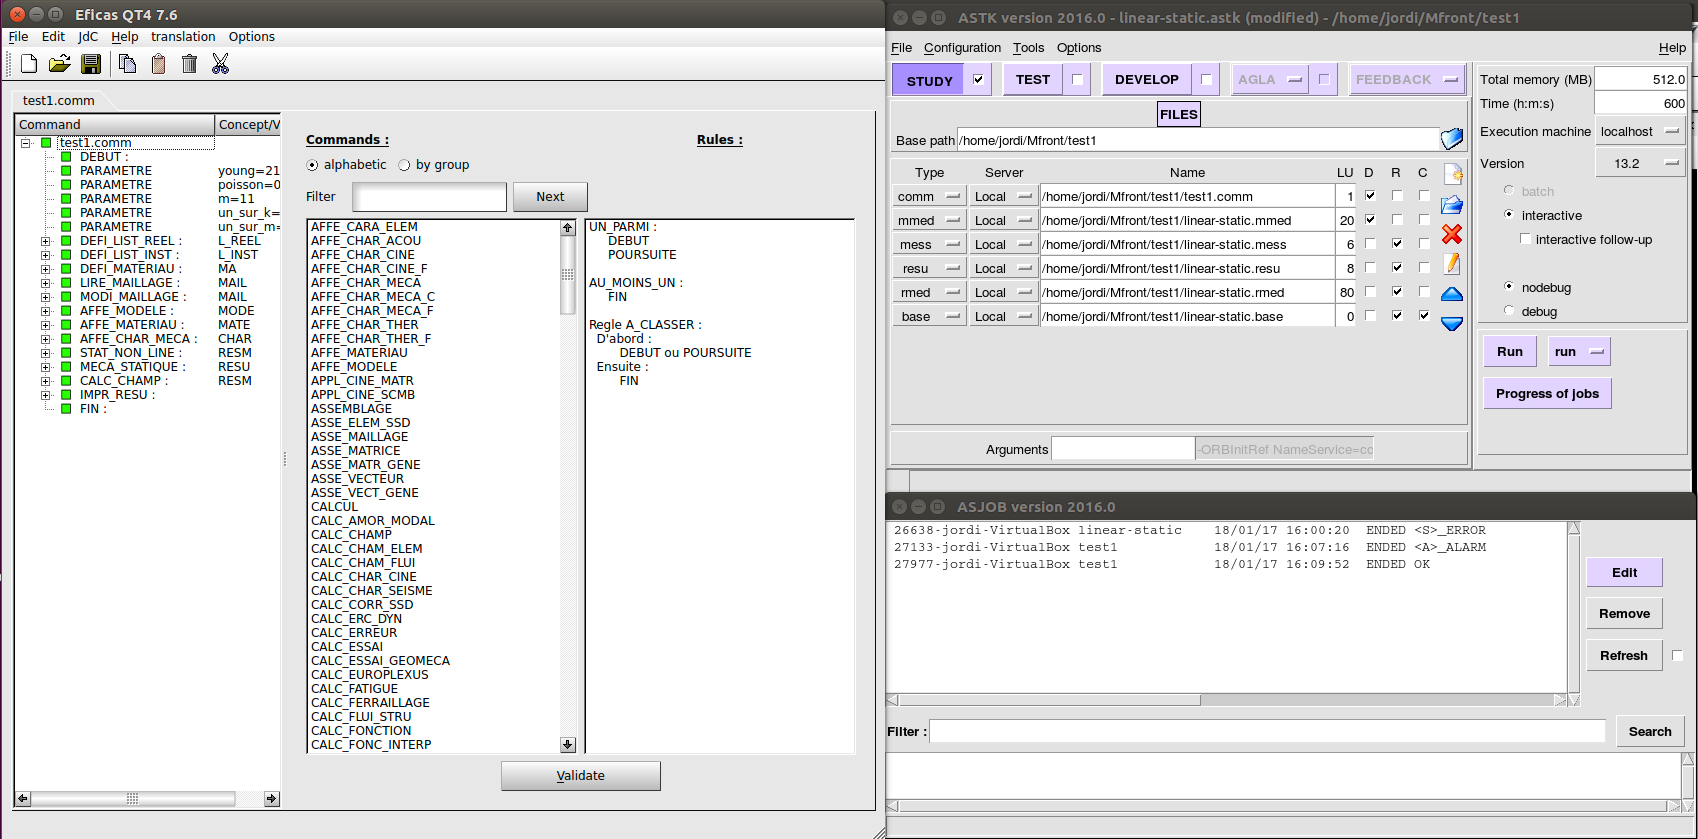 Eficas QT4 7.6
File Edit JdC Help translation Options
test1.comm
Command Concept/V
test1.comm
DEBUT :
PARAMETRE young=21
PARAMETRE poisson=0
PARAMETRE m=11
PARAMETRE un_sur_k=
PARAMETRE un_sur_m=
DEFI_LIST_REEL : L_REEL
DEFI_LIST_INST : L_INST
DEFI_MATERIAU : MA
LIRE_MAILLAGE : MAIL
MODI_MAILLAGE : MAIL
AFFE_MODELE : MODE
AFFE_MATERIAU : MATE
AFFE_CHAR_MECA : CHAR
STAT_NON_LINE : RESM
MECA_STATIQUE : RESU
CALC_CHAMP : RESM
IMPR_RESU :
FIN :
Commands : Rules :
alphabetic by group
Filter Next
AFFE_CARA_ELEM
AFFE_CHAR_ACOU
AFFE_CHAR_CINE
AFFE_CHAR_CINE_F
AFFE_CHAR_MECA
AFFE_CHAR_MECA_C
AFFE_CHAR_MECA_F
AFFE_CHAR_THER
AFFE_CHAR_THER_F
AFFE_MATERIAU
AFFE_MODELE
APPL_CINE_MATR
APPL_CINE_SCMB
ASSEMBLAGE
ASSE_ELEM_SSD
ASSE_MAILLAGE
ASSE_MATRICE
ASSE_MATR_GENE
ASSE_VECTEUR
ASSE_VECT_GENE
CALCUL
CALC_AMOR_MODAL
CALC_CHAMP
CALC_CHAM_ELEM
CALC_CHAM_FLUI
CALC_CHAR_CINE
CALC_CHAR_SEISME
CALC_CORR_SSD
CALC_ERC_DYN
CALC_ERREUR
CALC_ESSAI
CALC_ESSAI_GEOMECA
CALC_EUROPLEXUS
CALC_FATIGUE
CALC_FERRAILLAGE
CALC_FLUI_STRU
CALC_FONCTION
CALC_FONC_INTERP
UN_PARMI :
DEBUT
POURSUITE
AU_MOINS_UN :
FIN
Regle A_CLASSER :
D'abord :
DEBUT ou POURSUITE
Ensuite :
FIN
Validate
ASTK version 2016.0 - linear-static.astk (modified) - /home/jordi/Mfront/test1
File Configuration Tools Options Help
STUDY TEST DEVELOP AGLA FEEDBACK
FILES
Base path /home/jordi/Mfront/test1
Type Server Name LU D R C
comm Local /home/jordi/Mfront/test1/test1.comm 1
mmed Local /home/jordi/Mfront/test1/linear-static.mmed 20
mess Local /home/jordi/Mfront/test1/linear-static.mess 6
resu Local /home/jordi/Mfront/test1/linear-static.resu 8
rmed Local /home/jordi/Mfront/test1/linear-static.rmed 80
base Local /home/jordi/Mfront/test1/linear-static.base 0
Arguments -ORBInitRef NameService=co
Total memory (MB) 512.0
Time (h:m:s) 600
Execution machine localhost
Version 13.2
batch
interactive
interactive follow-up
nodebug
debug
Run run
Progress of jobs
ASJOB version 2016.0
26638-jordi-VirtualBox linear-static 18/01/17 16:00:20 ENDED <S>_ERROR
27133-jordi-VirtualBox test1 18/01/17 16:07:16 ENDED <A>_ALARM
27977-jordi-VirtualBox test1 18/01/17 16:09:52 ENDED OK
Edit
Remove
Refresh
Filter : Search